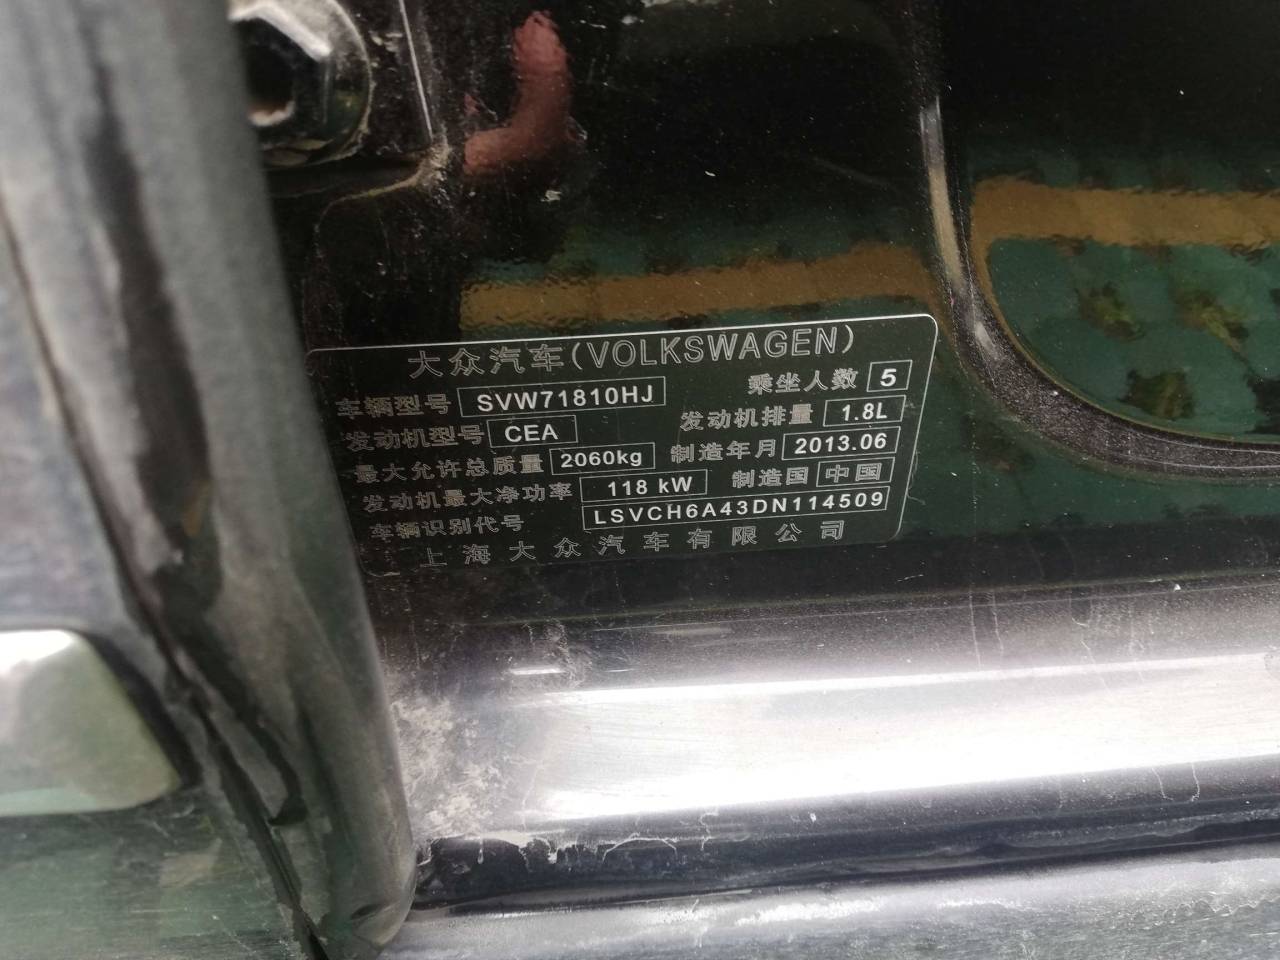 大众汽车(VOLKSWAGEN)
车辆型号 SVW71810HJ 乘坐人数 5
发动机型号 CEA 发动机排量 1.8L
最大允许总质量 2060kg 制造年月 2013.06
发动机最大净功率 118 kW 制造国 中国
车辆识别代号 LSVCH6A43DN114509
上海大众汽车有限公司